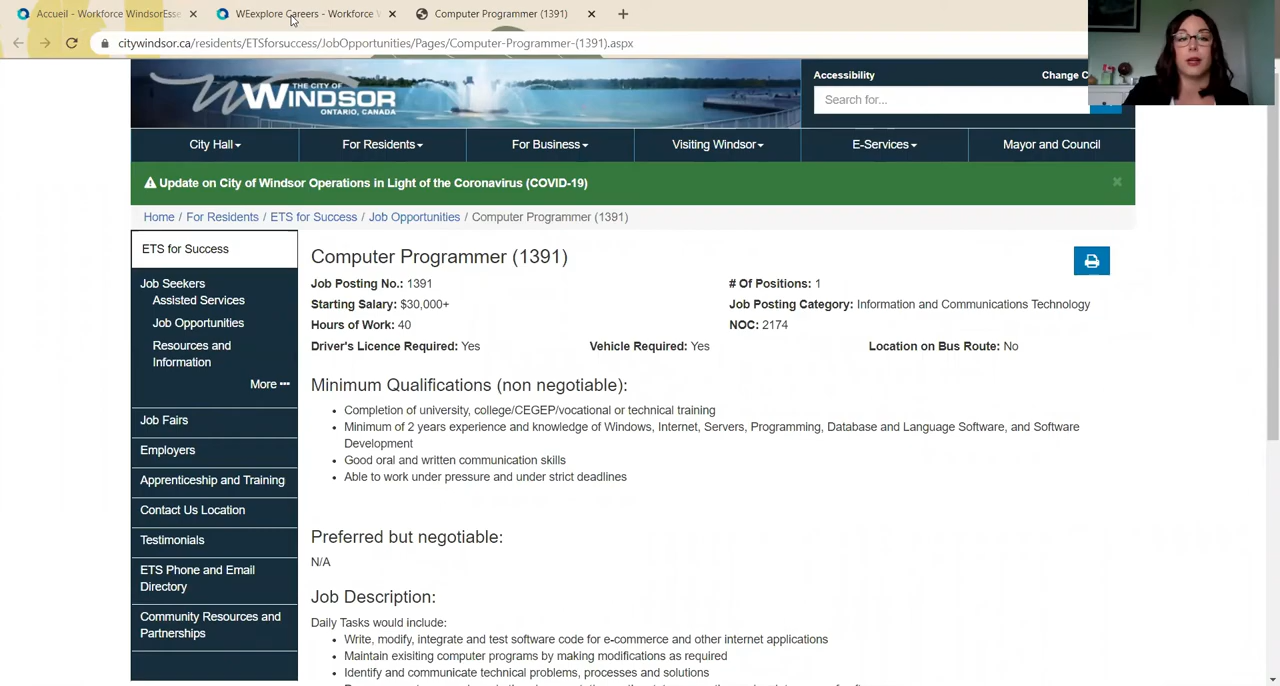 Accueil - Workforce WindsorEsse
WEexplore Careers - Workforce W
Computer Programmer (1391)
citywindsor.ca/residents/ETSforsuccess/JobOpportunities/Pages/Computer-Programmer-(1391).aspx
THE CITY OF
WINDSOR
ONTARIO, CANADA
Accessibility
Change C
Search for...
City Hall
For Residents
For Business
Visiting Windsor
E-Services
Mayor and Council
Update on City of Windsor Operations in Light of the Coronavirus (COVID-19)
Home / For Residents / ETS for Success / Job Opportunities / Computer Programmer (1391)
ETS for Success
Job Seekers
Assisted Services
Job Opportunities
Resources and
Information
More
Job Fairs
Employers
Apprenticeship and Training
Contact Us Location
Testimonials
ETS Phone and Email
Directory
Community Resources and
Partnerships
Computer Programmer (1391)
Job Posting No.: 1391
# Of Positions: 1
Starting Salary: $30,000+
Job Posting Category: Information and Communications Technology
Hours of Work: 40
NOC: 2174
Driver's Licence Required: Yes
Vehicle Required: Yes
Location on Bus Route: No
Minimum Qualifications (non negotiable):
• Completion of university, college/CEGEP/vocational or technical training
• Minimum of 2 years experience and knowledge of Windows, Internet, Servers, Programming, Database and Language Software, and Software
Development
• Good oral and written communication skills
• Able to work under pressure and under strict deadlines
Preferred but negotiable:
N/A
Job Description:
Daily Tasks would include:
• Write, modify, integrate and test software code for e-commerce and other internet applications
• Maintain exisiting computer programs by making modifications as required
• Identify and communicate technical problems, processes and solutions